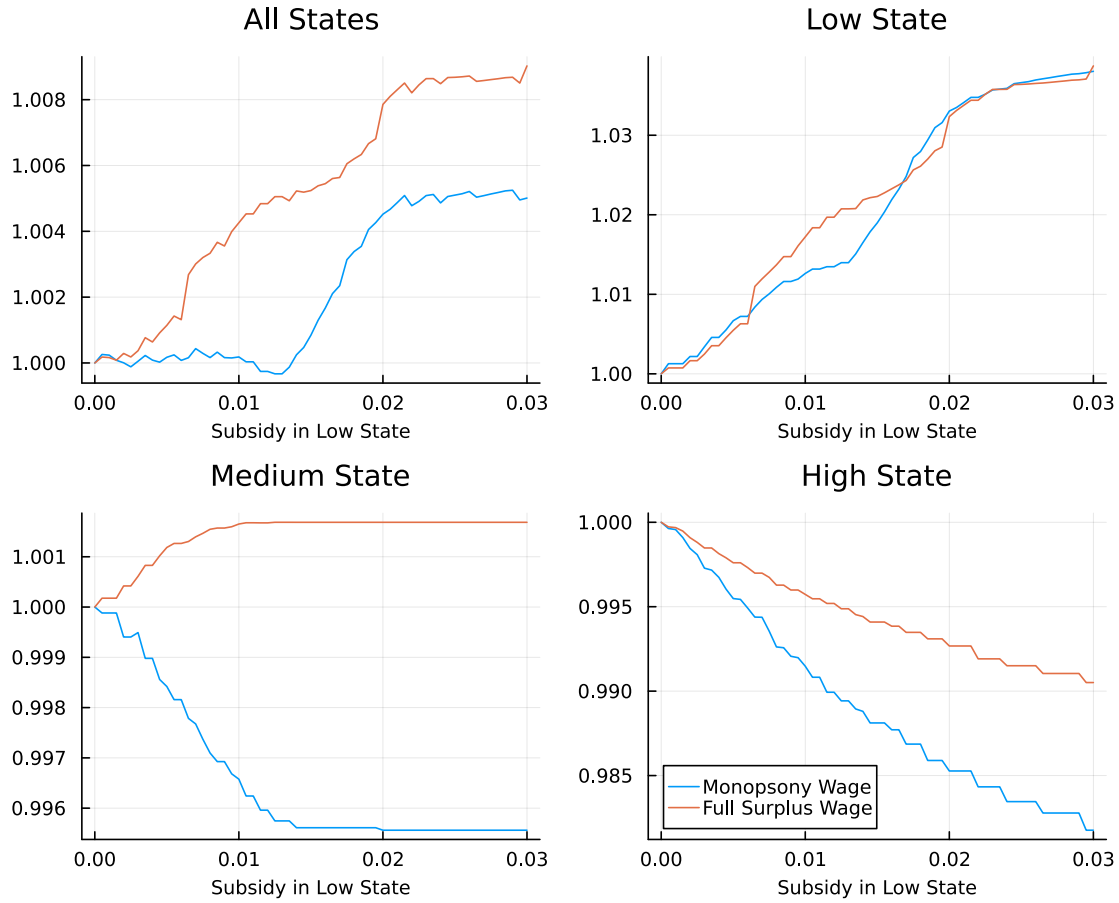 All States
1.008
1.006
1.004
1.002
1.000
0.00 0.01 0.02 0.03
Subsidy in Low State
Low State
1.03
1.02
1.01
1.00
0.00 0.01 0.02 0.03
Subsidy in Low State
Medium State
1.001
1.000
0.999
0.998
0.997
0.996
0.00 0.01 0.02 0.03
Subsidy in Low State
High State
1.000
0.995
0.990
0.985
Monopsony Wage
Full Surplus Wage
0.00 0.01 0.02 0.03
Subsidy in Low State